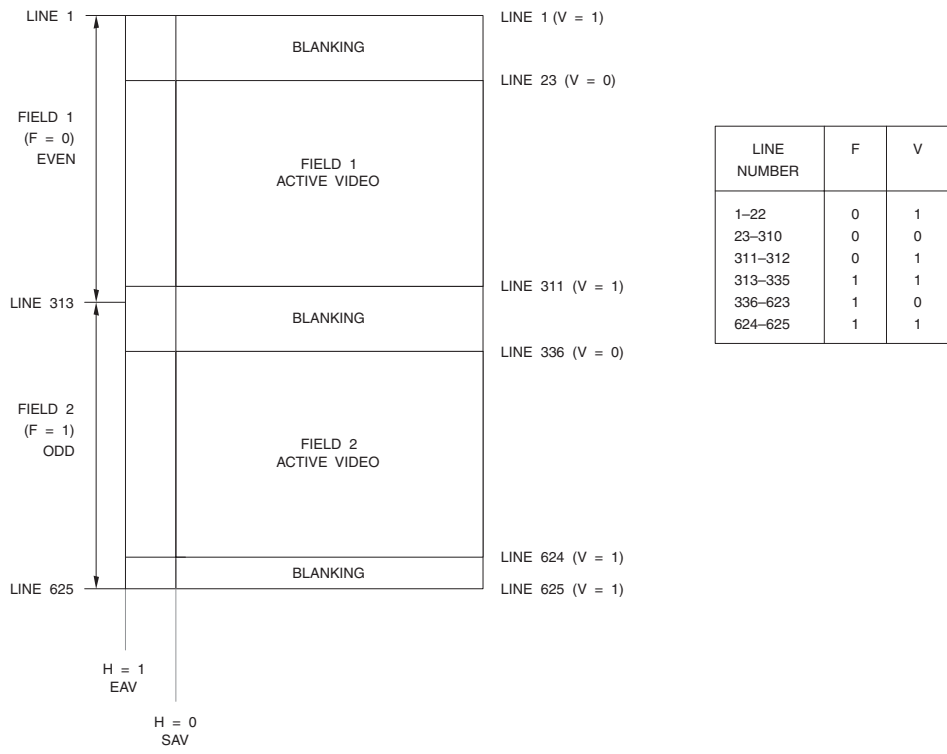 LINE 1
LINE 1 (V = 1)
BLANKING
LINE 23 (V = 0)
FIELD 1
(F = 0)
EVEN
FIELD 1
ACTIVE VIDEO
LINE 313
LINE 311 (V = 1)
BLANKING
LINE 336 (V = 0)
FIELD 2
(F = 1)
ODD
FIELD 2
ACTIVE VIDEO
LINE 624 (V = 1)
BLANKING
LINE 625
LINE 625 (V = 1)
H = 1
EAV
H = 0
SAV
LINE NUMBER F V
1–22 0 1
23–310 0 0
311–312 0 1
313–335 1 1
336–623 1 0
624–625 1 1